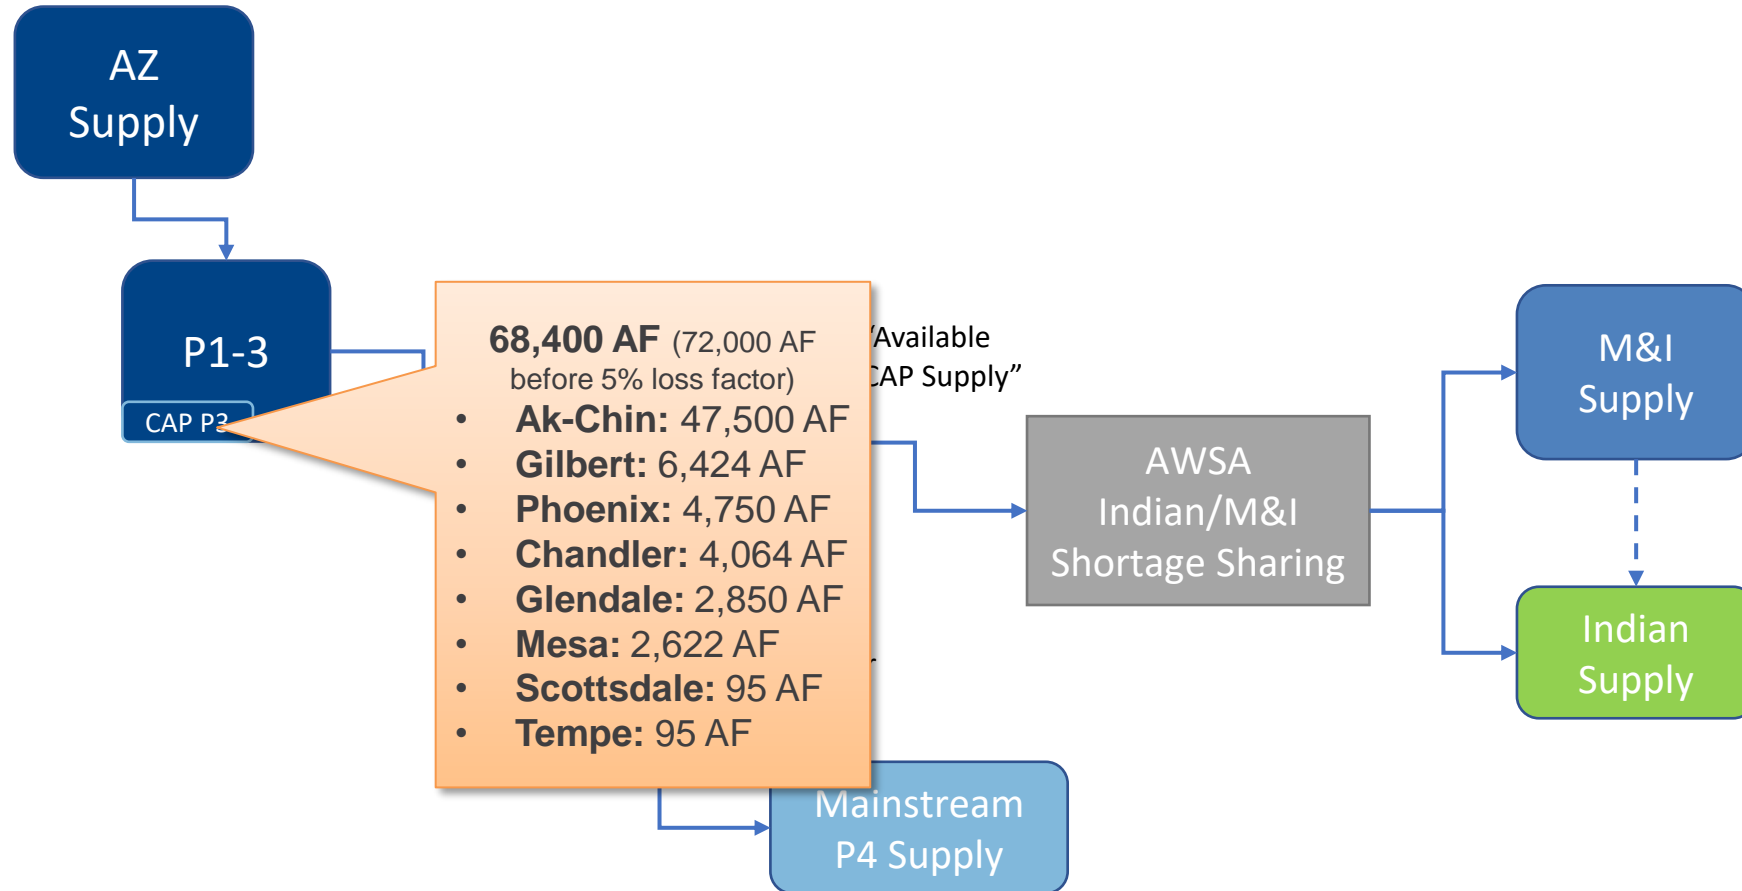 AZ
Supply
P1-3
CAP P3
68,400 AF (72,000 AF
before 5% loss factor)
• Ak-Chin: 47,500 AF
• Gilbert: 6,424 AF
• Phoenix: 4,750 AF
• Chandler: 4,064 AF
• Glendale: 2,850 AF
• Mesa: 2,622 AF
• Scottsdale: 95 AF
• Tempe: 95 AF
“Available
CAP Supply”
AWSA
Indian/M&I
Shortage Sharing
M&I
Supply
Indian
Supply
Mainstream
P4 Supply